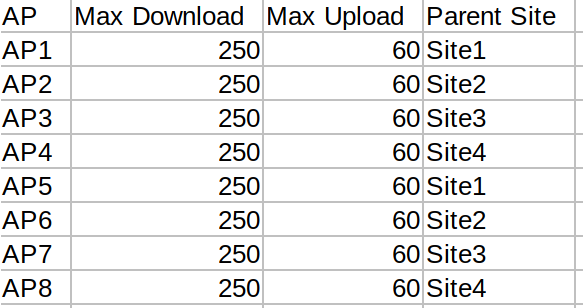 AP Max Download Max Upload Parent Site
AP1 250 60 Site1
AP2 250 60 Site2
AP3 250 60 Site3
AP4 250 60 Site4
AP5 250 60 Site1
AP6 250 60 Site2
AP7 250 60 Site3
AP8 250 60 Site4